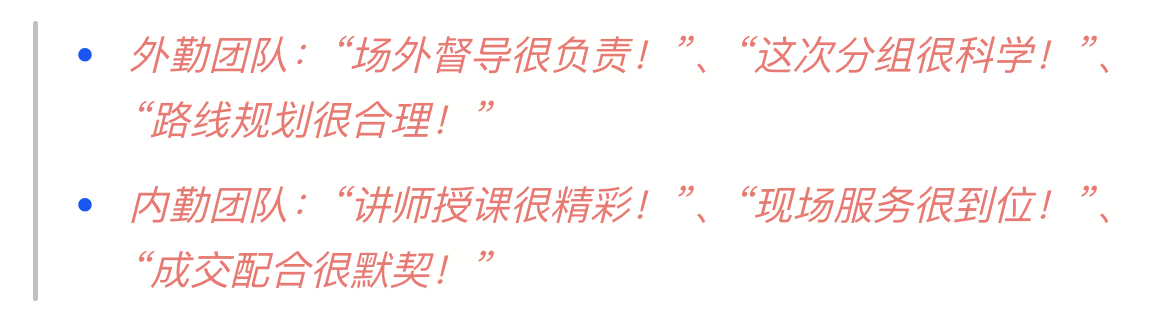 • 外勤团队：“场外督导很负责！”、“这次分组很科学！”、
“路线规划很合理！”
• 内勤团队：“讲师授课很精彩！”、“现场服务很到位！”、
“成交配合很默契！”